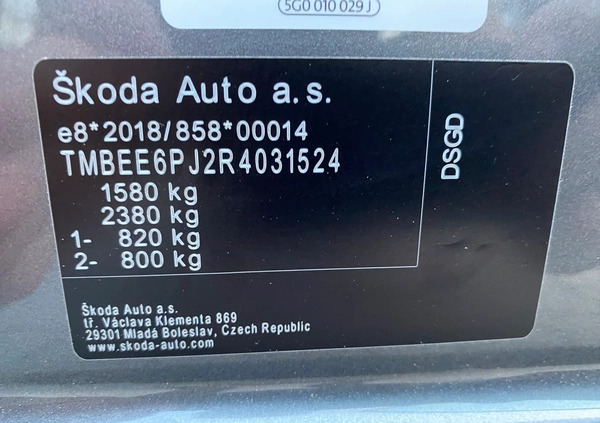 5G0 010 029 J
Škoda Auto a.s.
e8*2018/858*00014
TMBEE6PJ2R4031524
1580 kg
2380 kg
1- 820 kg
2- 800 kg
DSGD
Škoda Auto a.s.
tř. Václava Klementa 869
29301 Mladá Boleslav, Czech Republic
www.skoda-auto.com